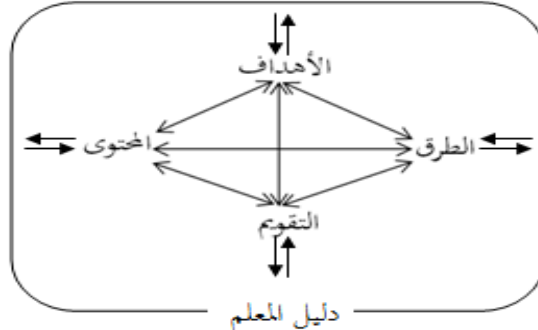 الأهداف
الطرق
المحتوى
التقويم
دليل المعلم